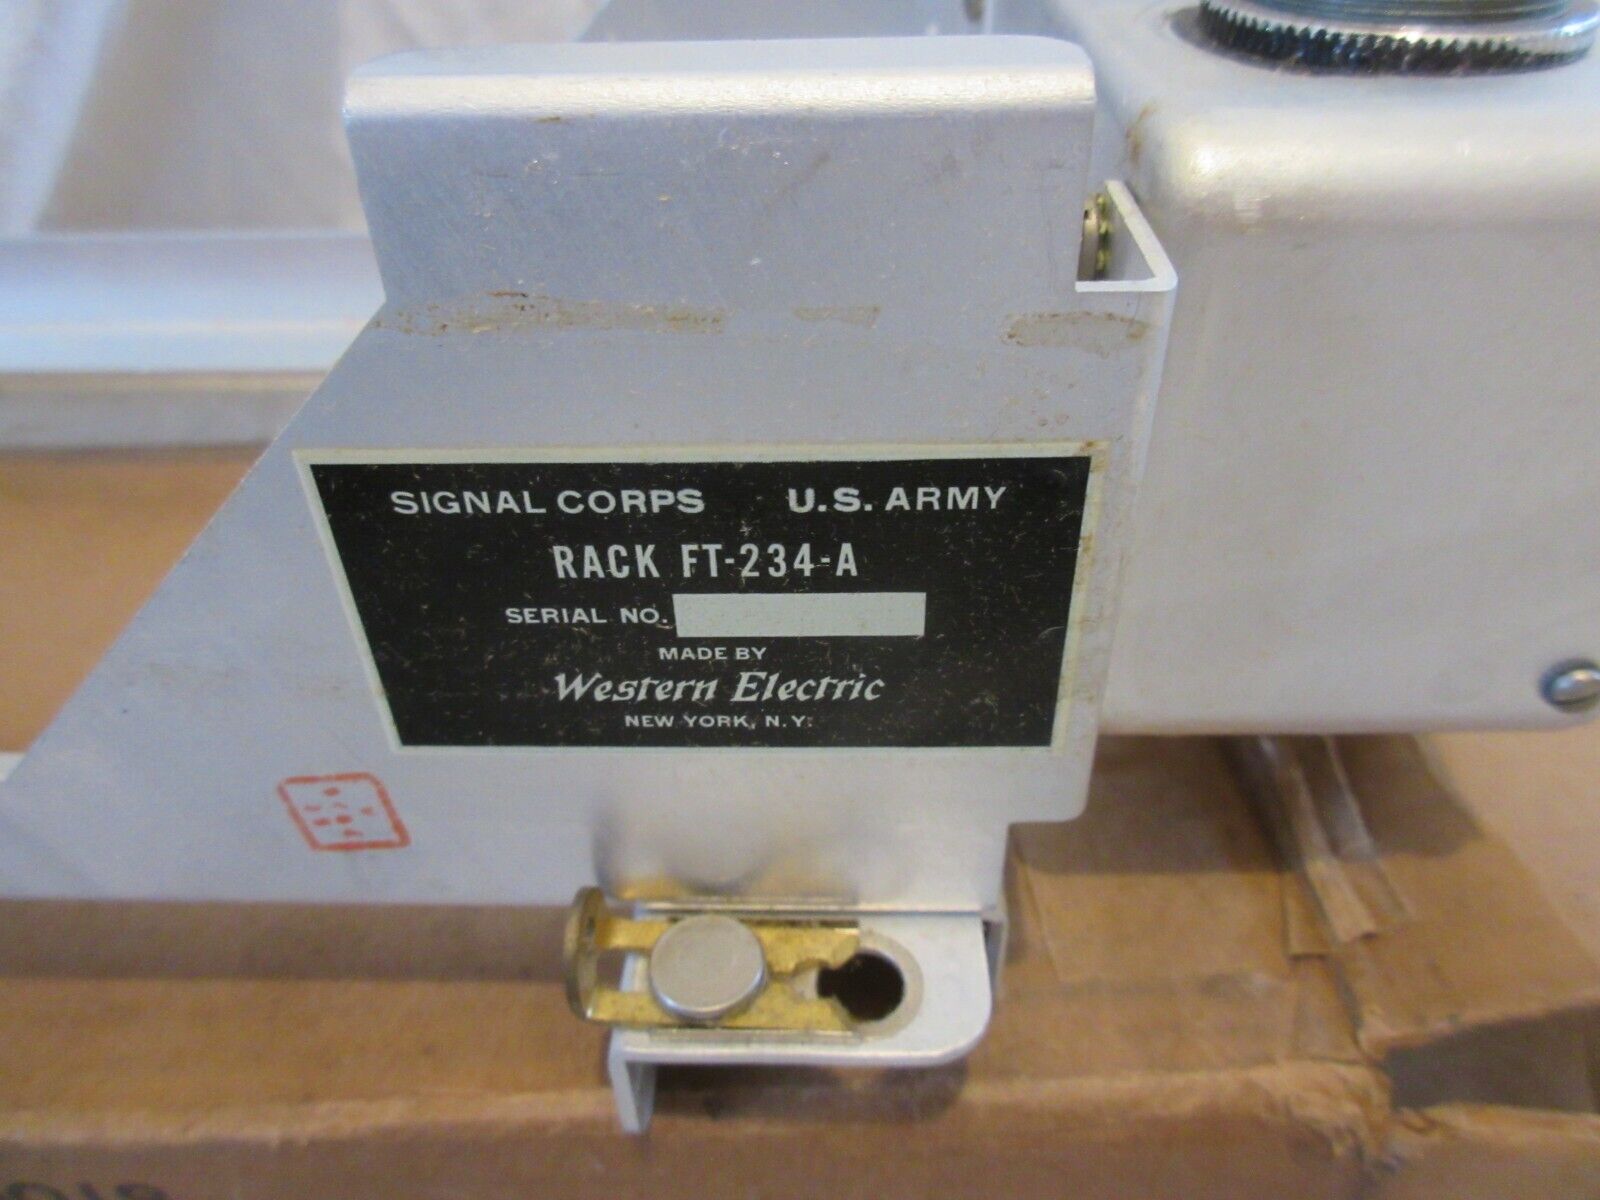 SIGNAL CORPS U.S. ARMY
RACK FT-234-A
SERIAL NO.
MADE BY
Western Electric
NEW YORK, N.Y.